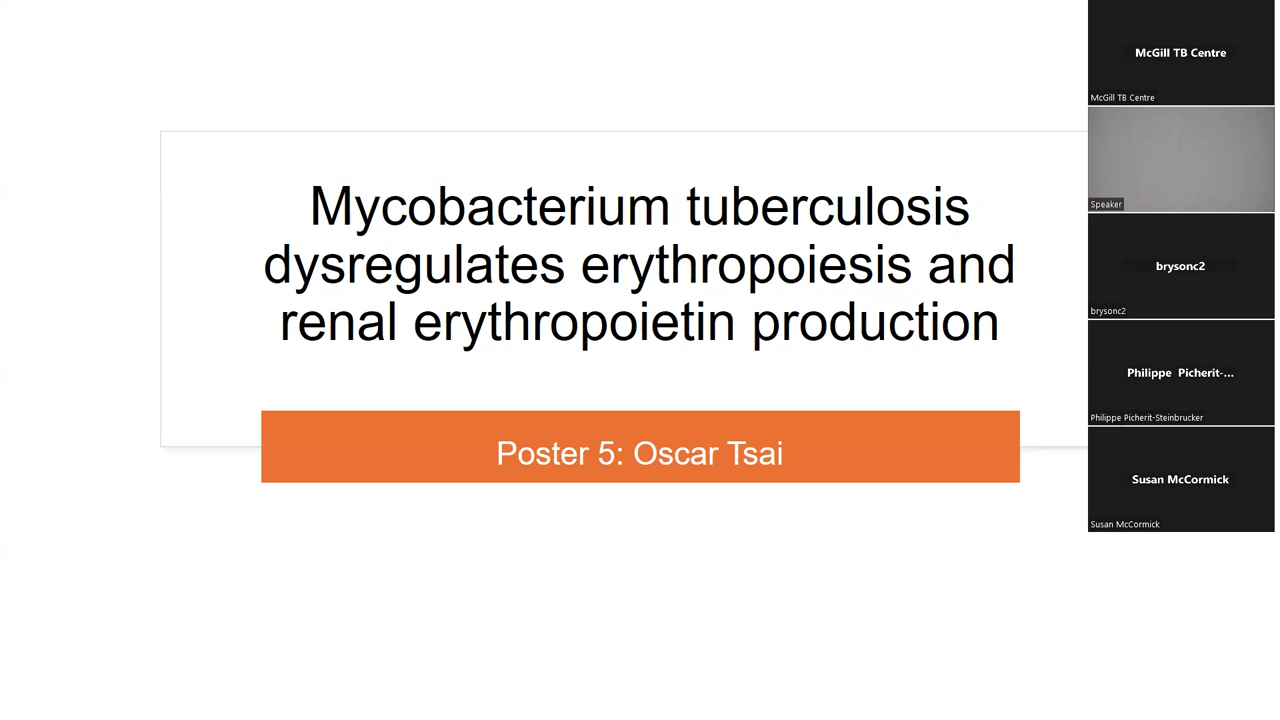 Mycobacterium tuberculosis
dysregulates erythropoiesis and
renal erythropoietin production
Poster 5: Oscar Tsai
McGill TB Centre
McGill TB Centre
Speaker
brysonc2
brysonc2
Philippe Picherit-...
Philippe Picherit-Steinbrucker
Susan McCormick
Susan McCormick